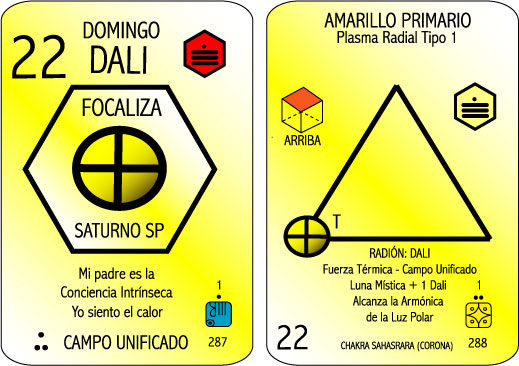 22
DOMINGO
DALI
FOCALIZA
SATURNO SP
Mi padre es la
Conciencia Intrínseca
Yo siento el calor
1
CAMPO UNIFICADO
287
AMARILLO PRIMARIO
Plasma Radial Tipo 1
ARRIBA
T
RADIÓN: DALI
Fuerza Térmica - Campo Unificado
Luna Mística + 1 Dali
Alcanza la Armónica
de la Luz Polar
1
22
CHAKRA SAHASRARA (CORONA)
288